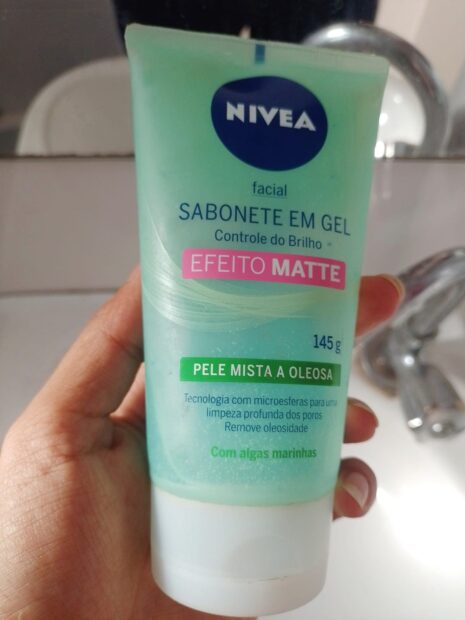 NIVEA
facial
SABONETE EM GEL
Controle do Brilho
EFEITO MATTE
145 g
PELE MISTA A OLEOSA
Tecnologia com microesferas para uma
limpeza profunda dos poros
Remove oleosidade
Com algas marinhas